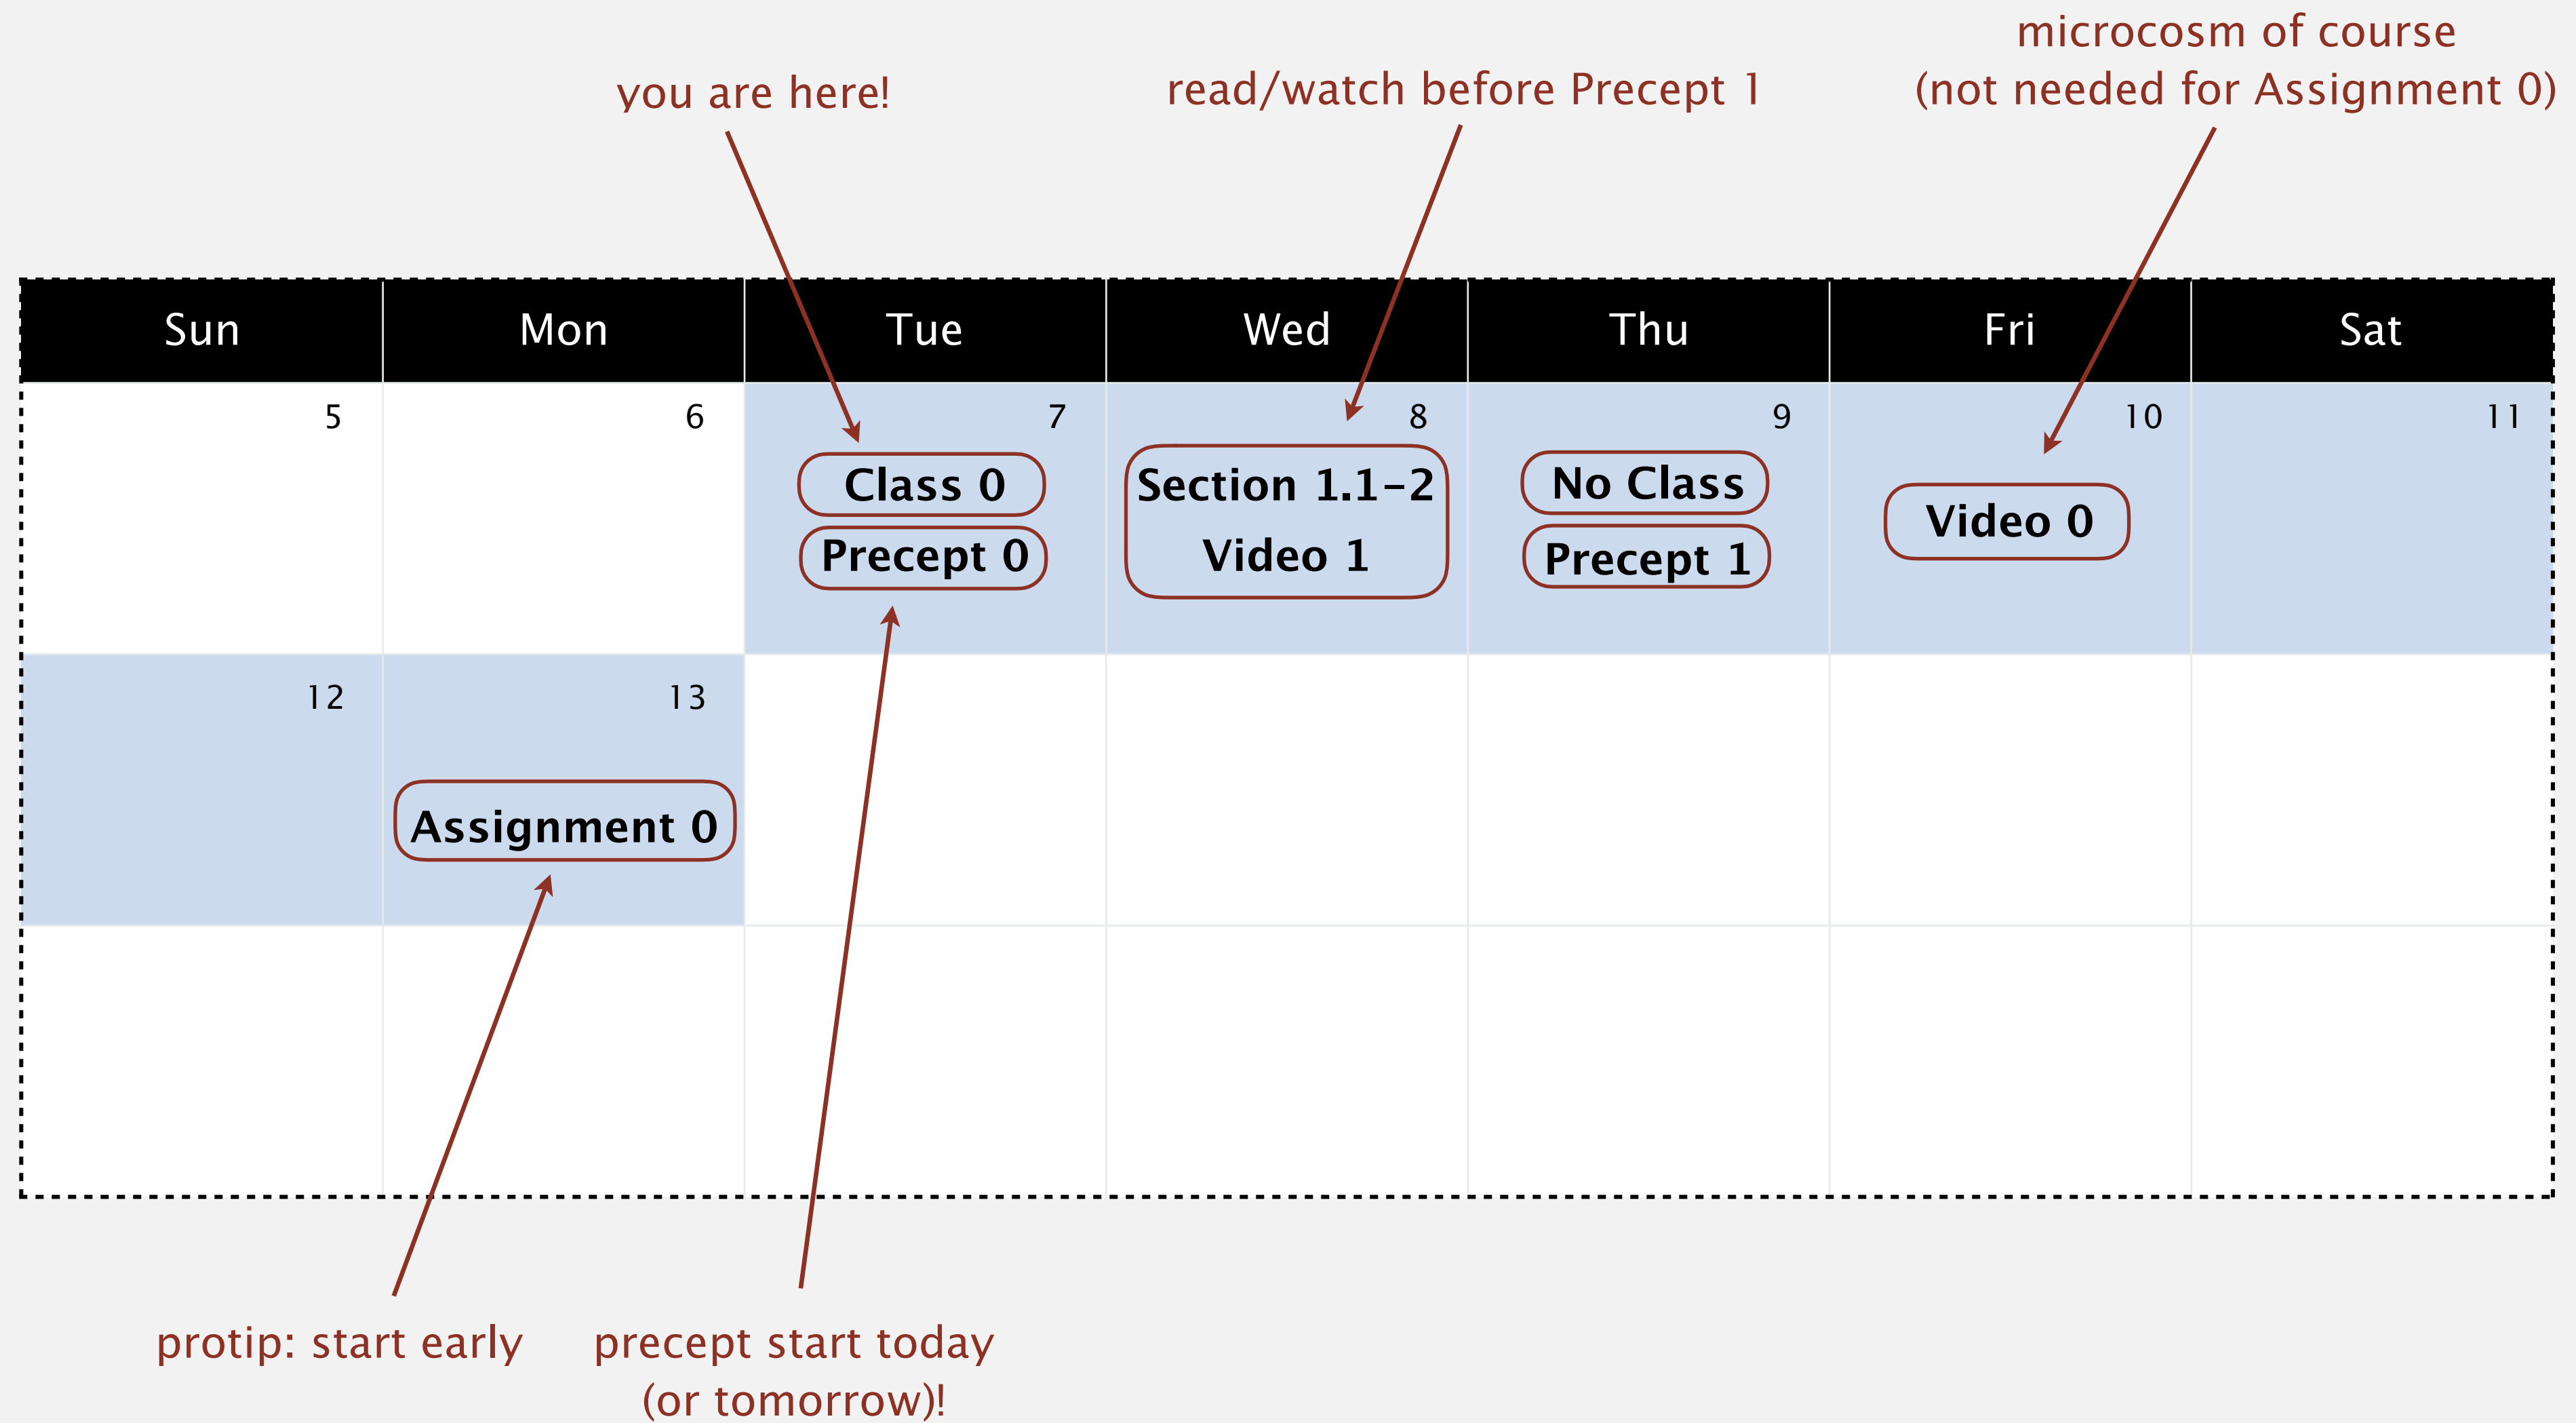 microcosm of course
(not needed for Assignment 0)
you are here!
read/watch before Precept 1
Sun
Mon
Tue
Wed
Thu
Fri
Sat
5
6
7
Class 0
Precept 0
8
Section 1.1–2
Video 1
9
No Class
Precept 1
10
Video 0
11
12
13
Assignment 0
protip: start early
precept start today
(or tomorrow)!